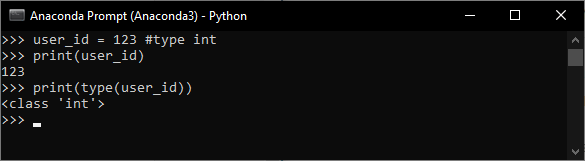 Anaconda Prompt (Anaconda3) - Python
>>> user_id = 123 #type int
>>> print(user_id)
123
>>> print(type(user_id))
<class 'int'>
>>>